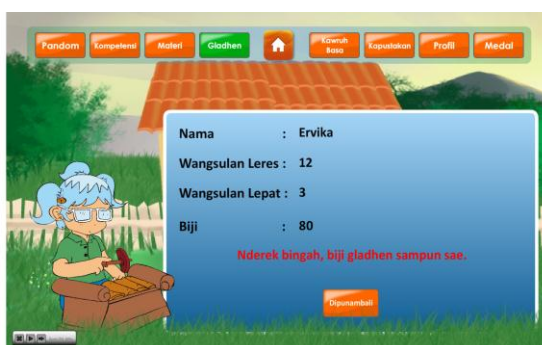 Pandom Kompetensi Materi Gladhen Kawruh Basa Kapustakan Profil Medal
Nama : Ervika
Wangsulan Leres : 12
Wangsulan Lepat : 3
Biji : 80
Nderek bingah, biji gladhen sampun sae.
Dipunambali